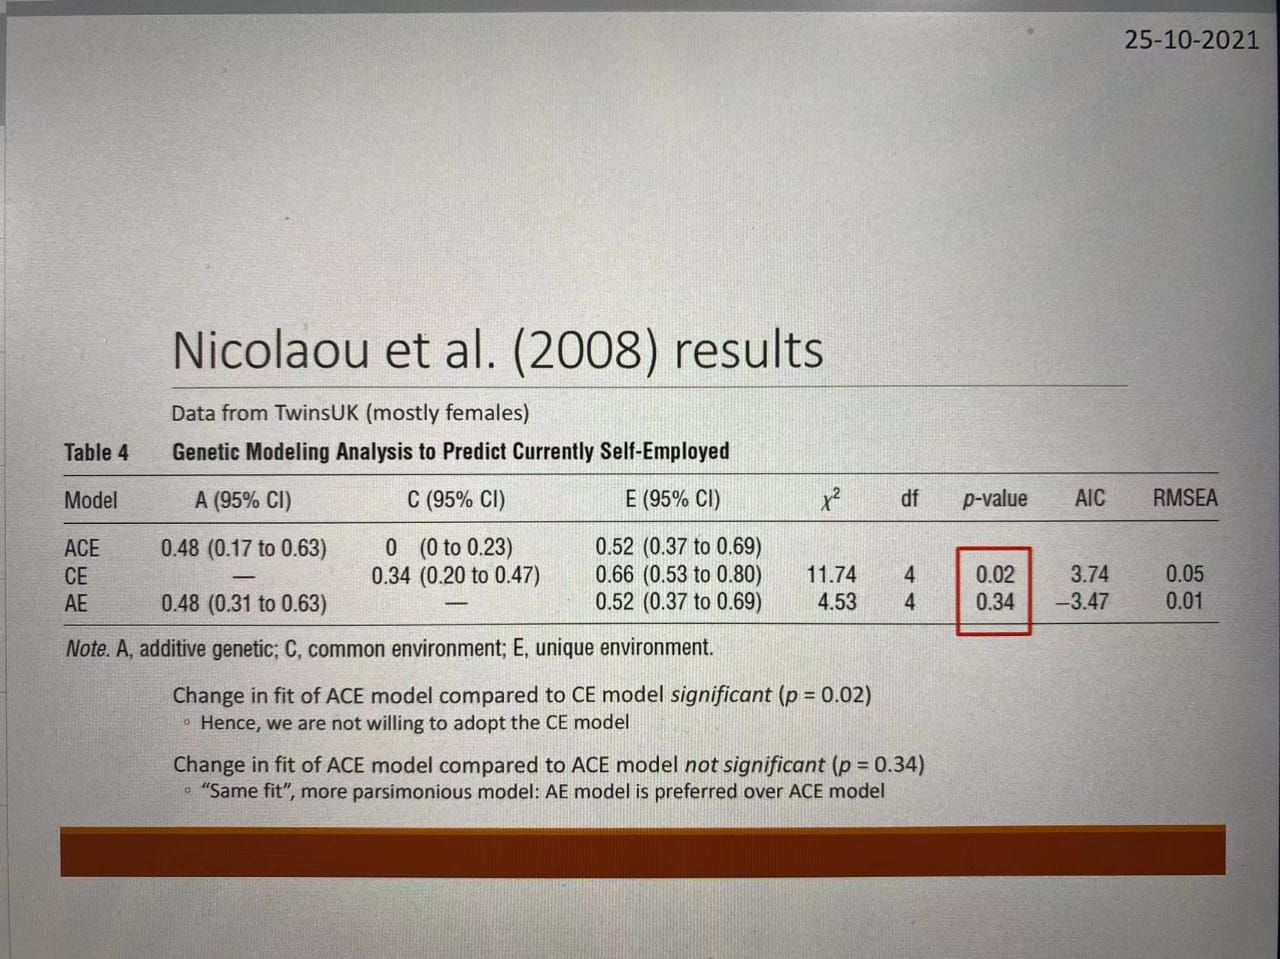 25-10-2021
Nicolaou et al. (2008) results
Data from TwinsUK (mostly females)
Table 4 Genetic Modeling Analysis to Predict Currently Self-Employed
Model A (95% CI) C (95% CI) E (95% CI) χ² df p-value AIC RMSEA
ACE 0.48 (0.17 to 0.63) 0 (0 to 0.23) 0.52 (0.37 to 0.69)
CE — 0.34 (0.20 to 0.47) 0.66 (0.53 to 0.80) 11.74 4 0.02 3.74 0.05
AE 0.48 (0.31 to 0.63) — 0.52 (0.37 to 0.69) 4.53 4 0.34 −3.47 0.01
Note. A, additive genetic; C, common environment; E, unique environment.
Change in fit of ACE model compared to CE model significant (p = 0.02)
◦ Hence, we are not willing to adopt the CE model
Change in fit of ACE model compared to ACE model not significant (p = 0.34)
◦ “Same fit”, more parsimonious model: AE model is preferred over ACE model